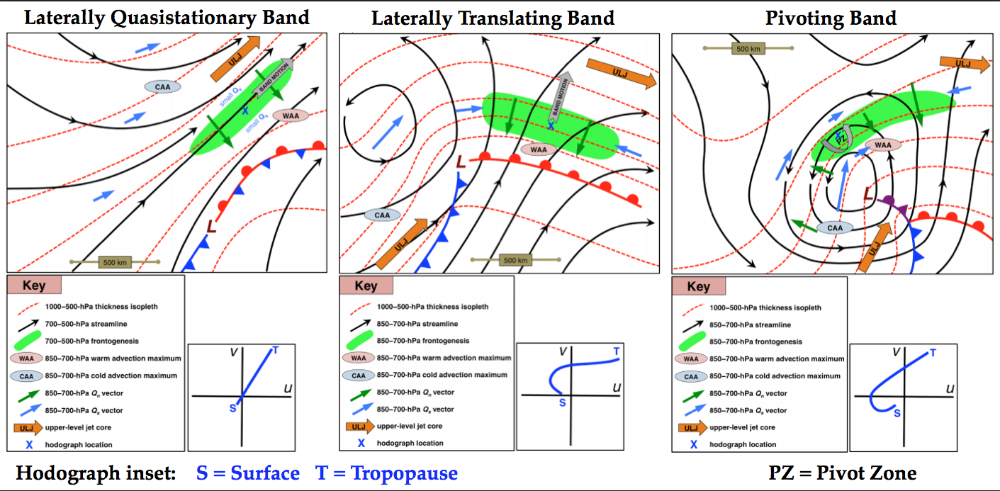 Laterally Quasistationary Band
CAA
ULJ
BAND MOTION
small Qs
X
small Qs
WAA
L
500 km
Key
1000–500-hPa thickness isopleth
700–500-hPa streamline
700–500-hPa frontogenesis
WAA 850–700-hPa warm advection maximum
CAA 850–700-hPa cold advection maximum
850–700-hPa Qn vector
850–700-hPa Qs vector
ULJ upper-level jet core
X hodograph location
V
T
u
S
Laterally Translating Band
ULJ
BAND MOTION
X
WAA
L
CAA
ULJ
500 km
Key
1000–500-hPa thickness isopleth
850–700-hPa streamline
850–700-hPa frontogenesis
WAA 850–700-hPa warm advection maximum
CAA 850–700-hPa cold advection maximum
850–700-hPa Qn vector
850–700-hPa Qs vector
ULJ upper-level jet core
X hodograph location
V
T
u
S
Pivoting Band
500 km
ULJ
X
PZ
WAA
L
CAA
ULJ
Key
1000–500-hPa thickness isopleth
850–700-hPa streamline
850–700-hPa frontogenesis
WAA 850–700-hPa warm advection maximum
CAA 850–700-hPa cold advection maximum
850–700-hPa Qn vector
850–700-hPa Qs vector
ULJ upper-level jet core
X hodograph location
V
T
u
S
Hodograph inset: S = Surface T = Tropopause
PZ = Pivot Zone